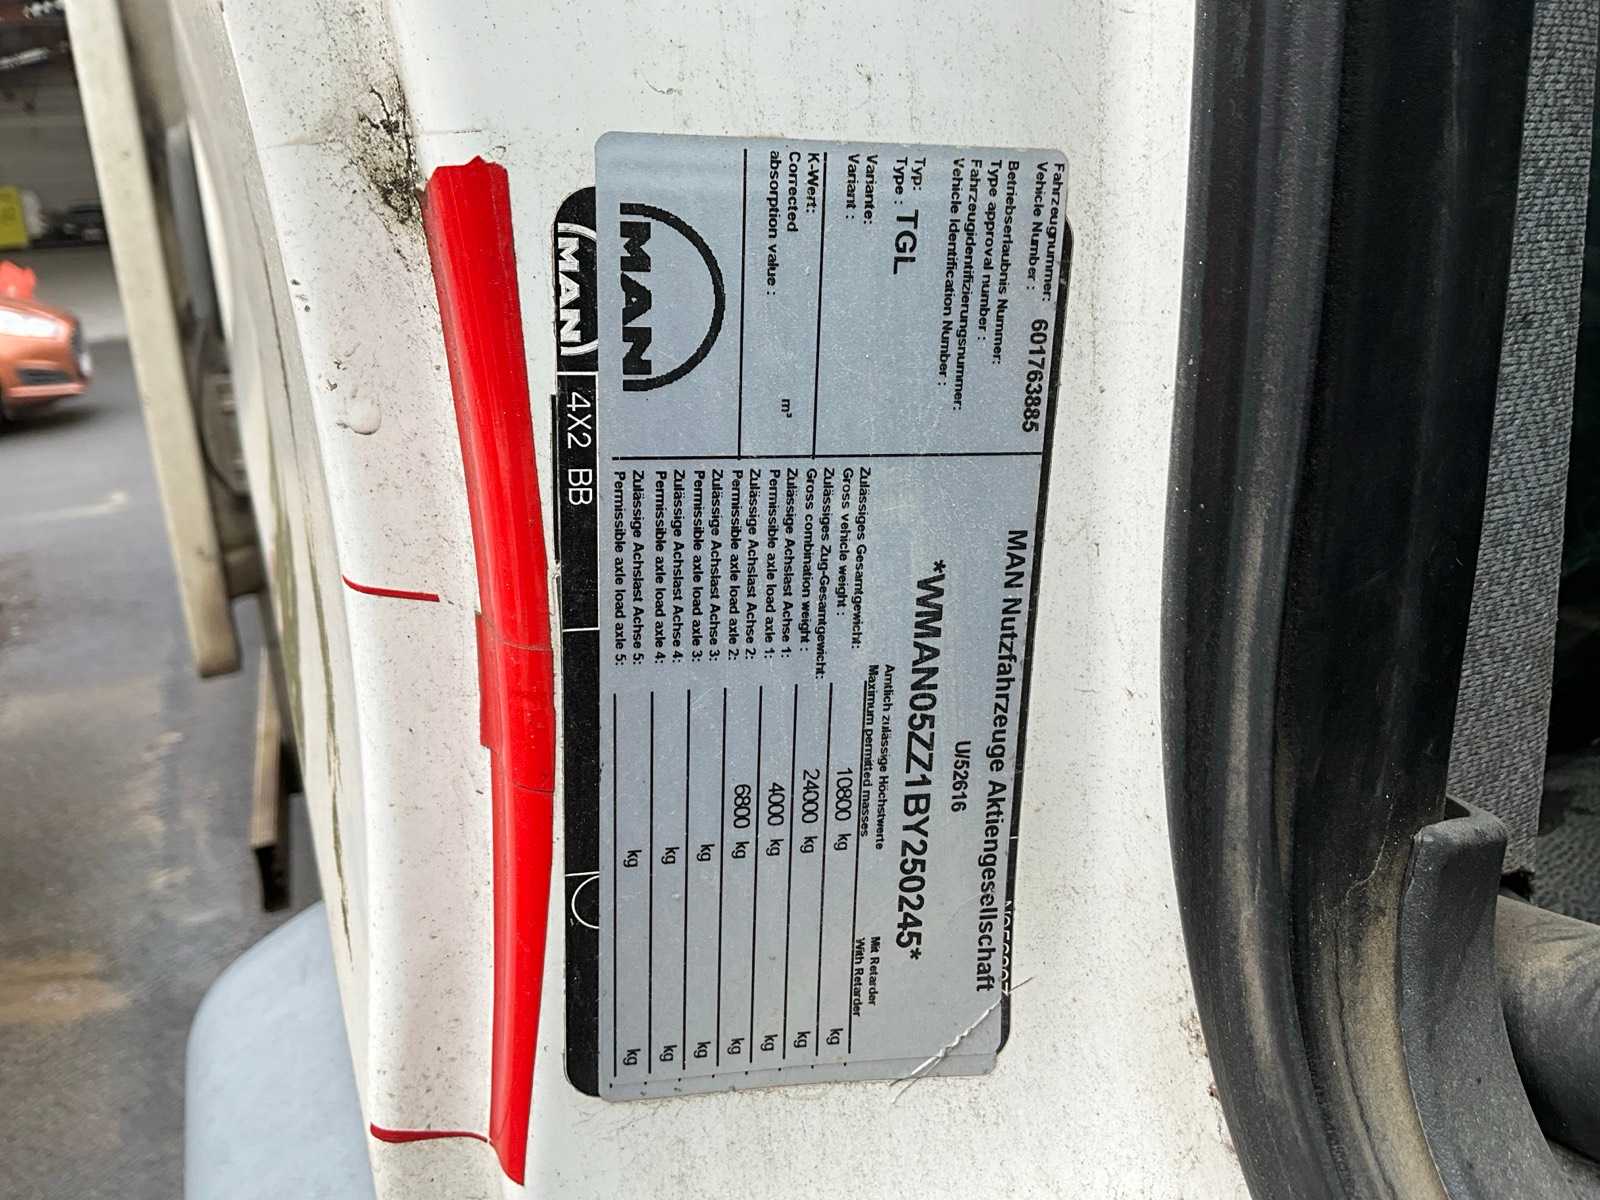 Fahrzeugnummer:
Vehicle Number : 601763885
Betriebserlaubnis Nummer:
Type approval number :
Fahrzeugidentifizierungsnummer:
Vehicle Identification Number :
Typ:
Type : TGL
Variante:
Variant :
K-Wert:
Corrected
absorption value : m³
MAN
MAN Nutzfahrzeuge Aktiengesellschaft
U52616
*WMAN05ZZ1BY250245*
Amtlich zulässige Höchstwerte
Maximum permitted masses
Mit Retarder
With Retarder
Zulässiges Gesamtgewicht:
Gross vehicle weight : 10800 kg kg
Zulässiges Zug-Gesamtgewicht:
Gross combination weight : 24000 kg kg
Zulässige Achslast Achse 1:
Permissible axle load axle 1: 4000 kg kg
Zulässige Achslast Achse 2:
Permissible axle load axle 2: 6800 kg kg
Zulässige Achslast Achse 3:
Permissible axle load axle 3: kg kg
Zulässige Achslast Achse 4:
Permissible axle load axle 4: kg kg
Zulässige Achslast Achse 5:
Permissible axle load axle 5: kg kg
MAN 4X2 BB